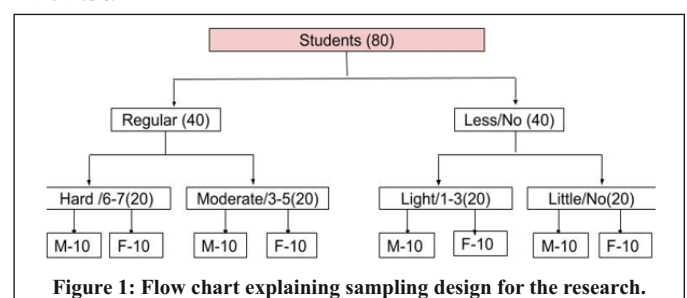 Students (80)
Regular (40) Less/No (40)
Hard /6-7(20) Moderate/3-5(20) Light/1-3(20) Little/No(20)
M-10 F-10 M-10 F-10 M-10 F-10 M-10 F-10
Figure 1: Flow chart explaining sampling design for the research.